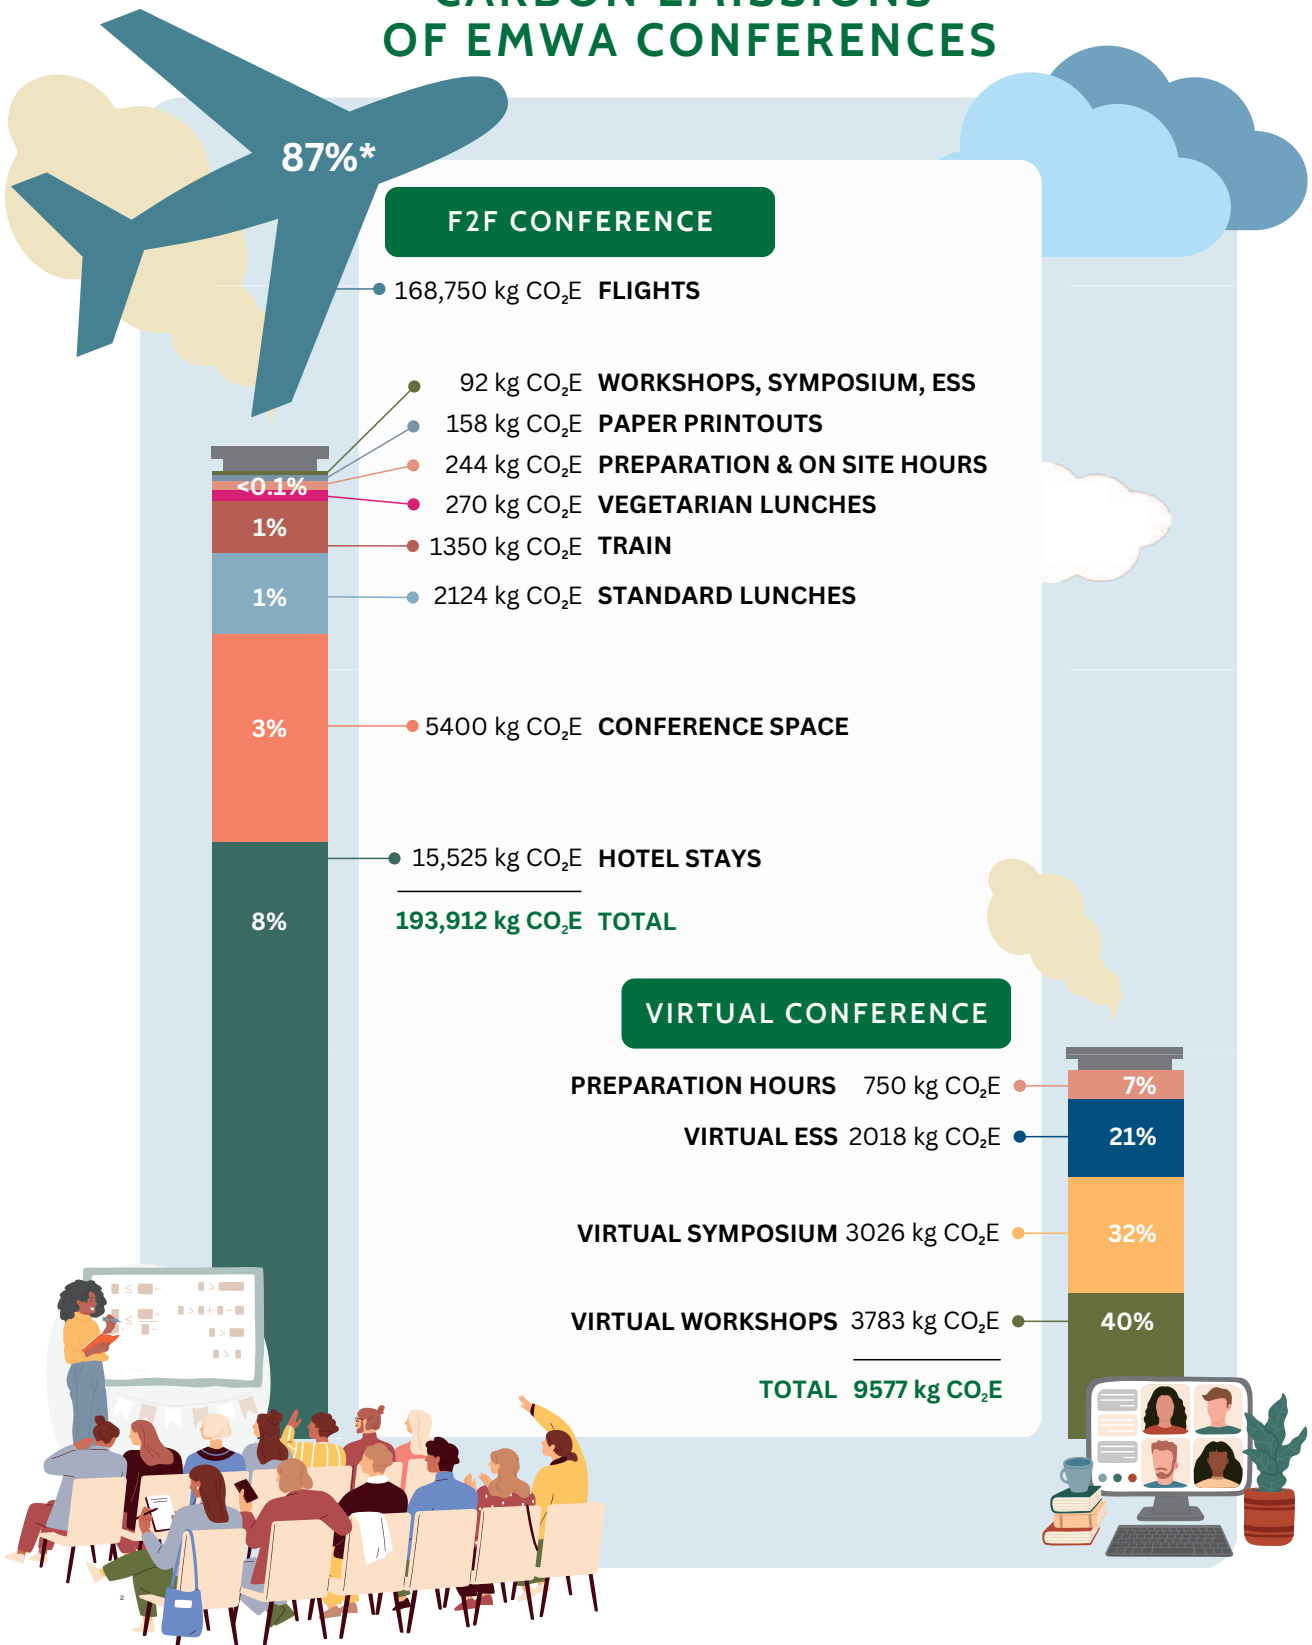 CARBON EMISSIONS
OF EMWA CONFERENCES
87%*
F2F CONFERENCE
168,750 kg CO₂E FLIGHTS
92 kg CO₂E WORKSHOPS, SYMPOSIUM, ESS
158 kg CO₂E PAPER PRINTOUTS
244 kg CO₂E PREPARATION & ON SITE HOURS
<0.1%
270 kg CO₂E VEGETARIAN LUNCHES
1%
1350 kg CO₂E TRAIN
1%
2124 kg CO₂E STANDARD LUNCHES
3%
5400 kg CO₂E CONFERENCE SPACE
15,525 kg CO₂E HOTEL STAYS
8%
193,912 kg CO₂E TOTAL
VIRTUAL CONFERENCE
PREPARATION HOURS 750 kg CO₂E 7%
VIRTUAL ESS 2018 kg CO₂E 21%
VIRTUAL SYMPOSIUM 3026 kg CO₂E 32%
VIRTUAL WORKSHOPS 3783 kg CO₂E 40%
TOTAL 9577 kg CO₂E
2